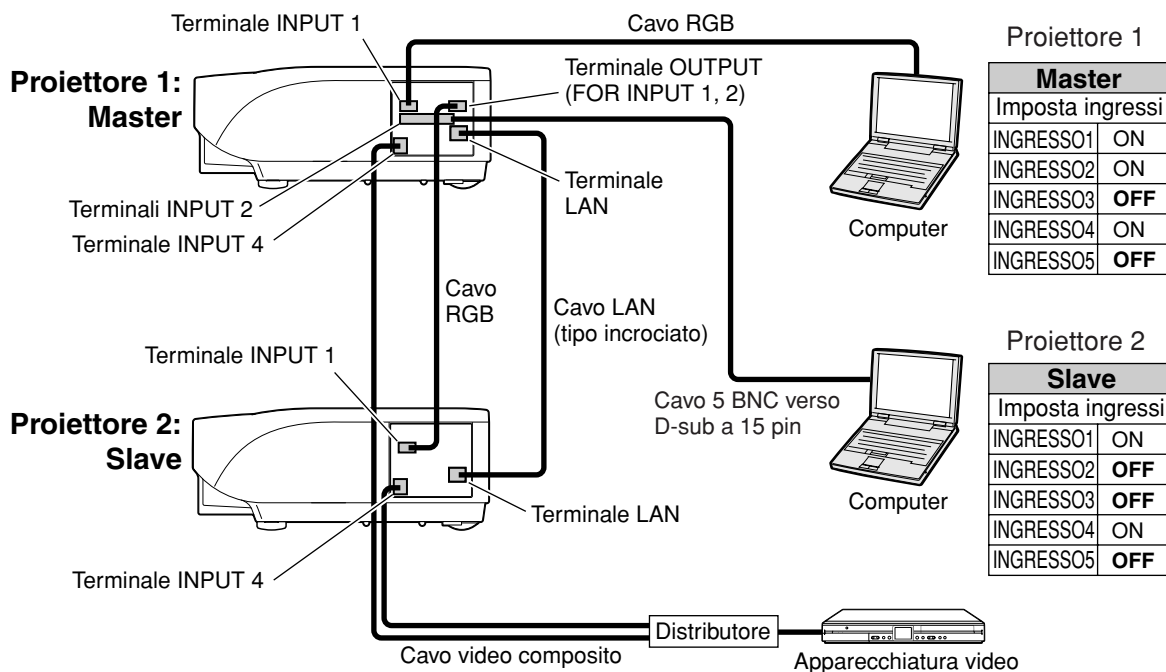 Terminale INPUT 1
Cavo RGB
Proiettore 1:
Master
Terminale OUTPUT
(FOR INPUT 1, 2)
Terminali INPUT 2
Terminale INPUT 4
Terminale
LAN
Computer
Proiettore 1
Master
Imposta ingressi
INGRESSO1 ON
INGRESSO2 ON
INGRESSO3 OFF
INGRESSO4 ON
INGRESSO5 OFF
Cavo
RGB
Cavo LAN
(tipo incrociato)
Terminale INPUT 1
Proiettore 2:
Slave
Cavo 5 BNC verso
D-sub a 15 pin
Computer
Terminale LAN
Terminale INPUT 4
Proiettore 2
Slave
Imposta ingressi
INGRESSO1 ON
INGRESSO2 OFF
INGRESSO3 OFF
INGRESSO4 ON
INGRESSO5 OFF
Distributore
Cavo video composito
Apparecchiatura video